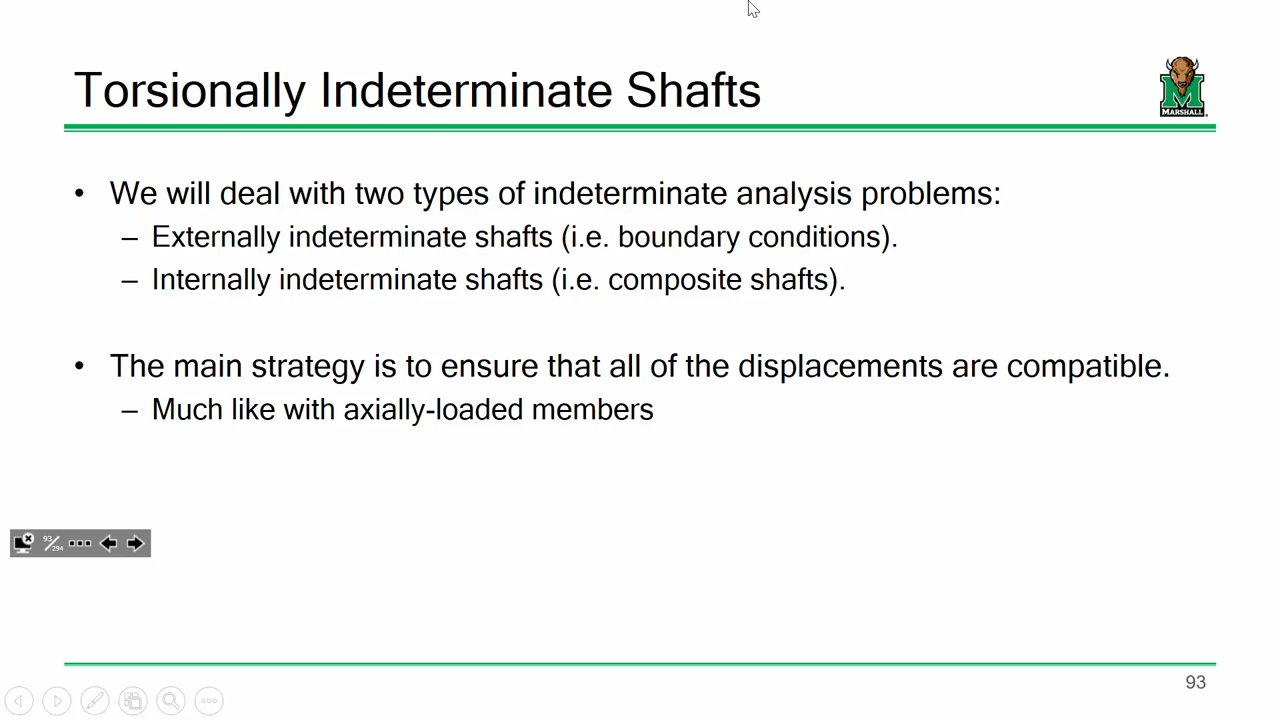 Torsionally Indeterminate Shafts
MARSHALL
• We will deal with two types of indeterminate analysis problems:
– Externally indeterminate shafts (i.e. boundary conditions).
– Internally indeterminate shafts (i.e. composite shafts).
• The main strategy is to ensure that all of the displacements are compatible.
– Much like with axially-loaded members
93/294
93